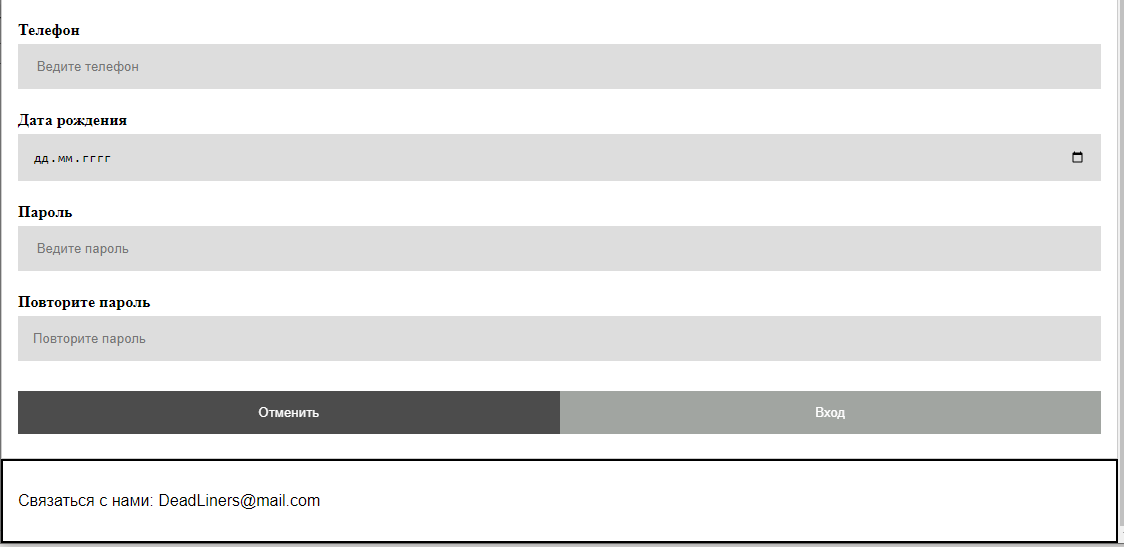 Телефон
Ведите телефон
Дата рождения
дд.мм.гггг
Пароль
Ведите пароль
Повторите пароль
Повторите пароль
Отменить Вход
Связаться с нами: DeadLiners@mail.com